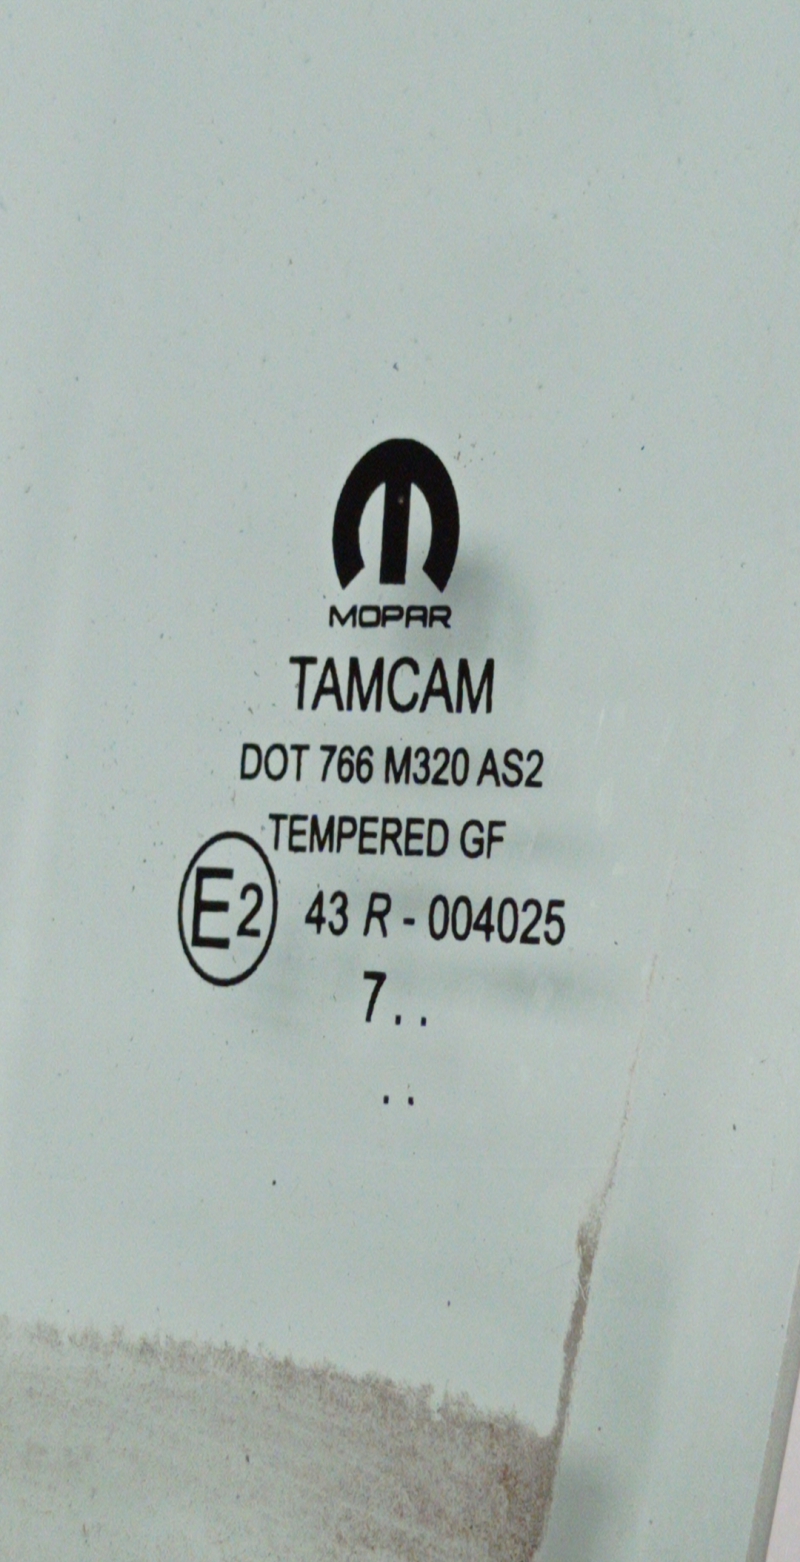 MOPAR
TAMCAM
DOT 766 M320 AS2
TEMPERED GF
E2 43 R - 004025
7..
..